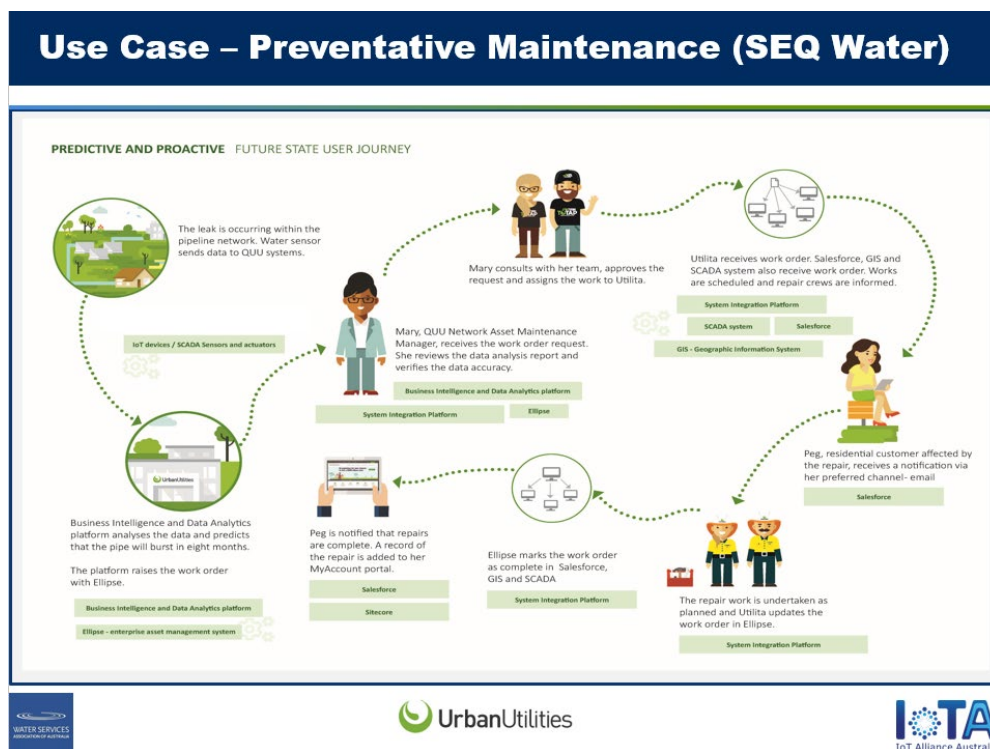 Use Case – Preventative Maintenance (SEQ Water)
PREDICTIVE AND PROACTIVE FUTURE STATE USER JOURNEY
The leak is occurring within the
pipeline network. Water sensor
sends data to QUU systems.
IoT devices / SCADA Sensors and actuators
UrbanUtilities
Business Intelligence and Data Analytics
platform analyses the data and predicts
that the pipe will burst in eight months.
The platform raises the work order
with Ellipse.
Business Intelligence and Data Analytics platform
Ellipse - enterprise asset management system
Mary, QUU Network Asset Maintenance
Manager, receives the work order request.
She reviews the data analysis report and
verifies the data accuracy.
Business Intelligence and Data Analytics platform
System Integration Platform
Ellipse
Mary consults with her team, approves the
request and assigns the work to Utilita.
Utilita receives work order. Salesforce, GIS and
SCADA system also receive work order. Works
are scheduled and repair crews are informed.
System Integration Platform
SCADA system
Salesforce
GIS - Geographic Information System
Peg, residential customer affected by
the repair, receives a notification via
her preferred channel- email
Salesforce
The repair work is undertaken as
planned and Utilita updates the
work order in Ellipse.
System Integration Platform
Ellipse marks the work order
as complete in Salesforce,
GIS and SCADA
System Integration Platform
Peg is notified that repairs
are complete. A record of
the repair is added to her
MyAccount portal.
Salesforce
Sitecore
WATER SERVICES
ASSOCIATION OF AUSTRALIA
UrbanUtilities
IoTA
IoT Alliance Australi